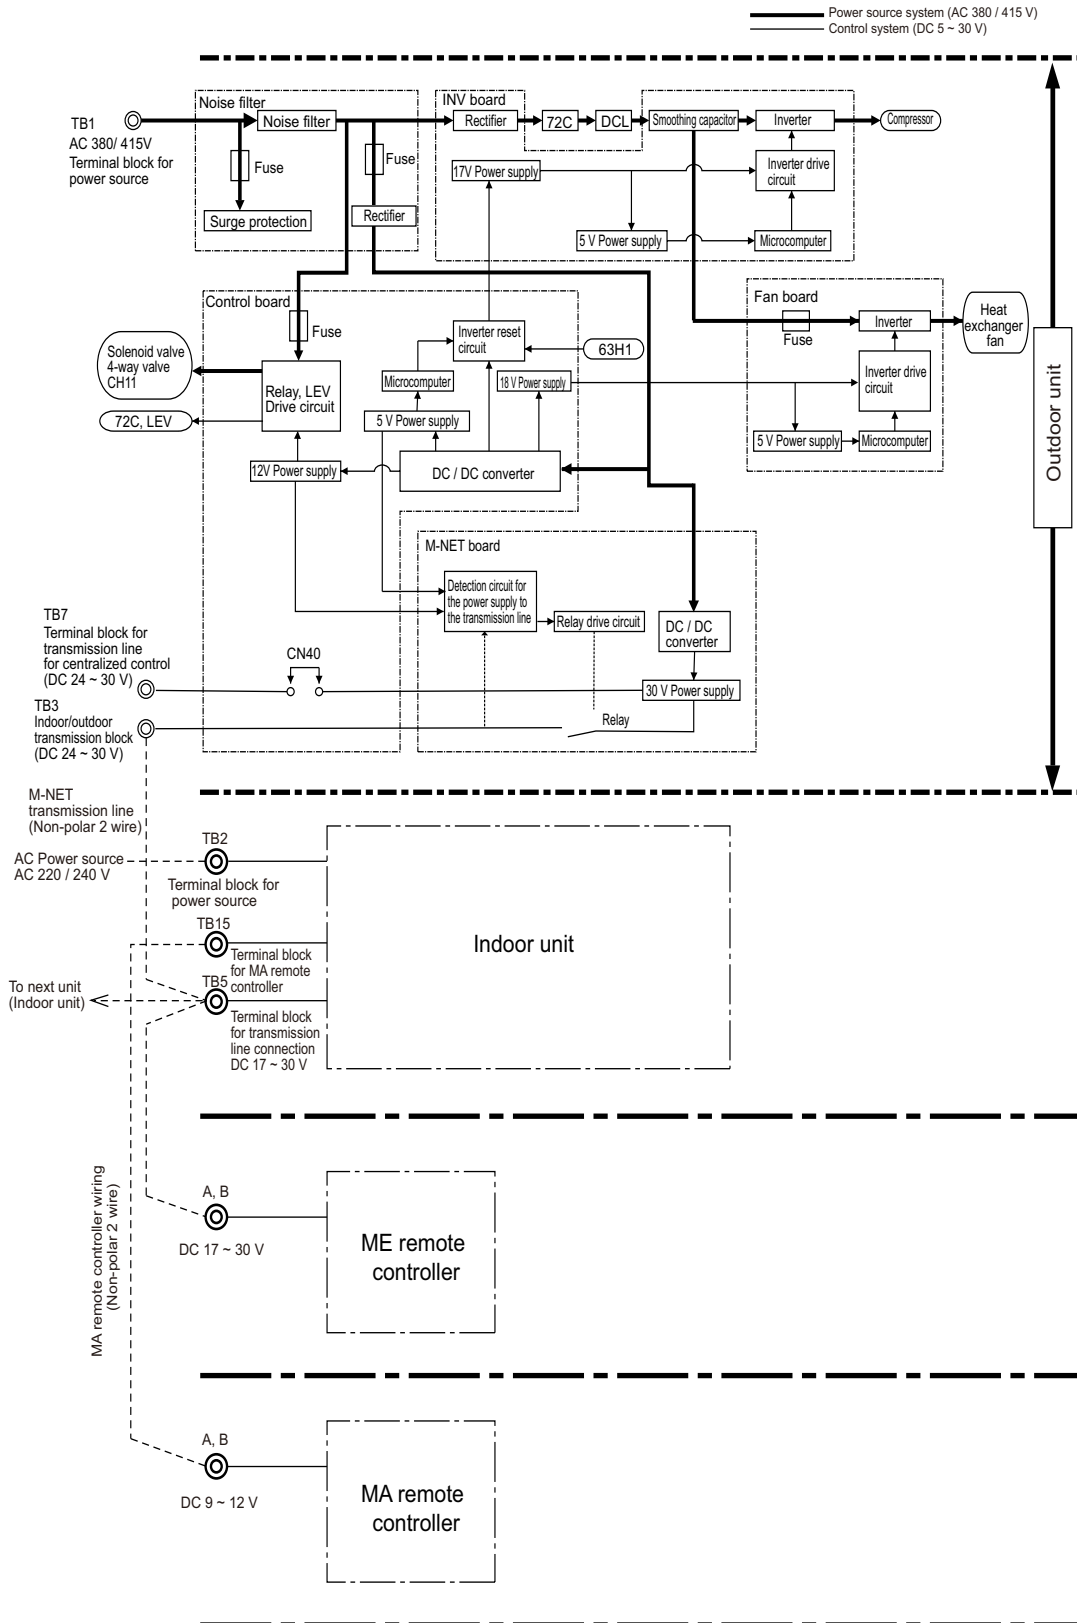 Power source system (AC 380 / 415 V)
Control system (DC 5 ~ 30 V)
Noise filter
INV board
TB1
AC 380/ 415V
Terminal block for
power source
Noise filter
Rectifier
72C
DCL
Smoothing capacitor
Inverter
Compressor
Fuse
Fuse
17V Power supply
Inverter drive
circuit
Surge protection
Rectifier
5 V Power supply
Microcomputer
Control board
Fan board
Fuse
Inverter reset
circuit
63H1
Fuse
Inverter
Heat
exchanger
fan
Solenoid valve
4-way valve
CH11
Relay, LEV
Drive circuit
Microcomputer
18 V Power supply
Inverter drive
circuit
72C, LEV
5 V Power supply
5 V Power supply
Microcomputer
12V Power supply
DC / DC converter
Outdoor unit
M-NET board
Detection circuit for
the power supply to
the transmission line
Relay drive circuit
DC / DC
converter
TB7
Terminal block for
transmission line
for centralized control
(DC 24 ~ 30 V)
CN40
30 V Power supply
TB3
Indoor/outdoor
transmission block
(DC 24 ~ 30 V)
Relay
M-NET
transmission line
(Non-polar 2 wire)
TB2
AC Power source
AC 220 / 240 V
Terminal block for
power source
TB15
Terminal block
for MA remote
controller
Indoor unit
To next unit
(Indoor unit)
TB5
Terminal block
for transmission
line connection
DC 17 ~ 30 V
MA remote controller wiring
(Non-polar 2 wire)
A, B
DC 17 ~ 30 V
ME remote
controller
A, B
DC 9 ~ 12 V
MA remote
controller